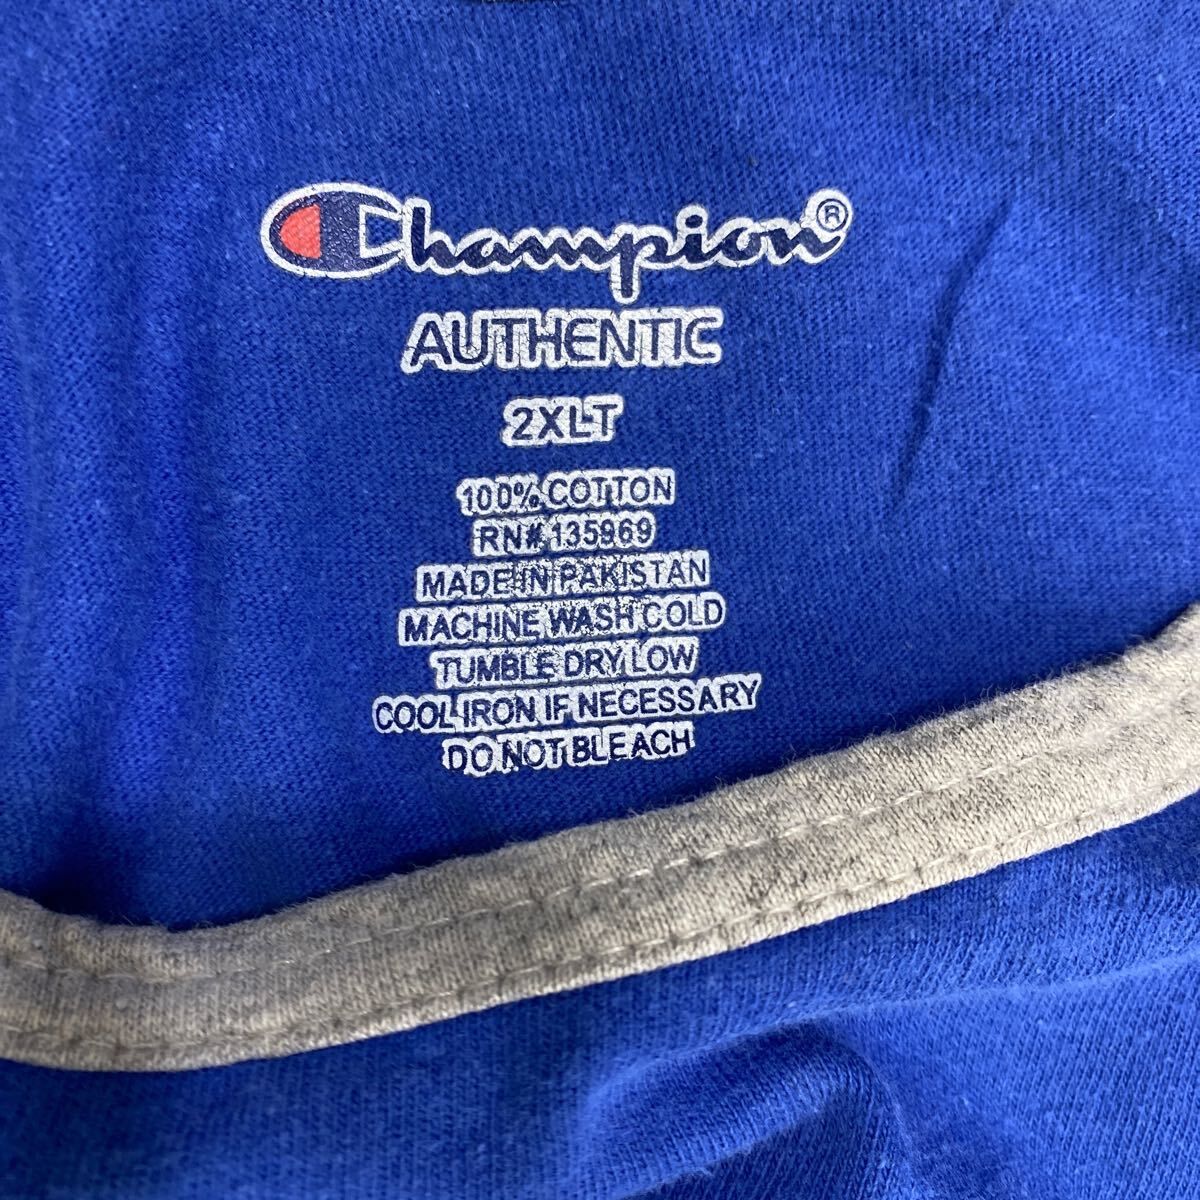 Champion®
AUTHENTIC
2XLT
100% COTTON
RN# 135969
MADE IN PAKISTAN
MACHINE WASH COLD
TUMBLE DRY LOW
COOL IRON IF NECESSARY
DO NOT BLEACH